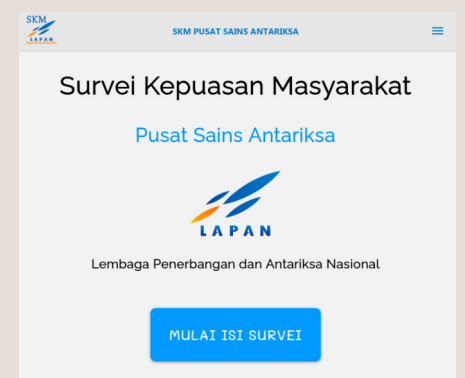 SKM
LAPAN
SKM PUSAT SAINS ANTARIKSA
Survei Kepuasan Masyarakat
Pusat Sains Antariksa
LAPAN
Lembaga Penerbangan dan Antariksa Nasional
MULAI ISI SURVEI